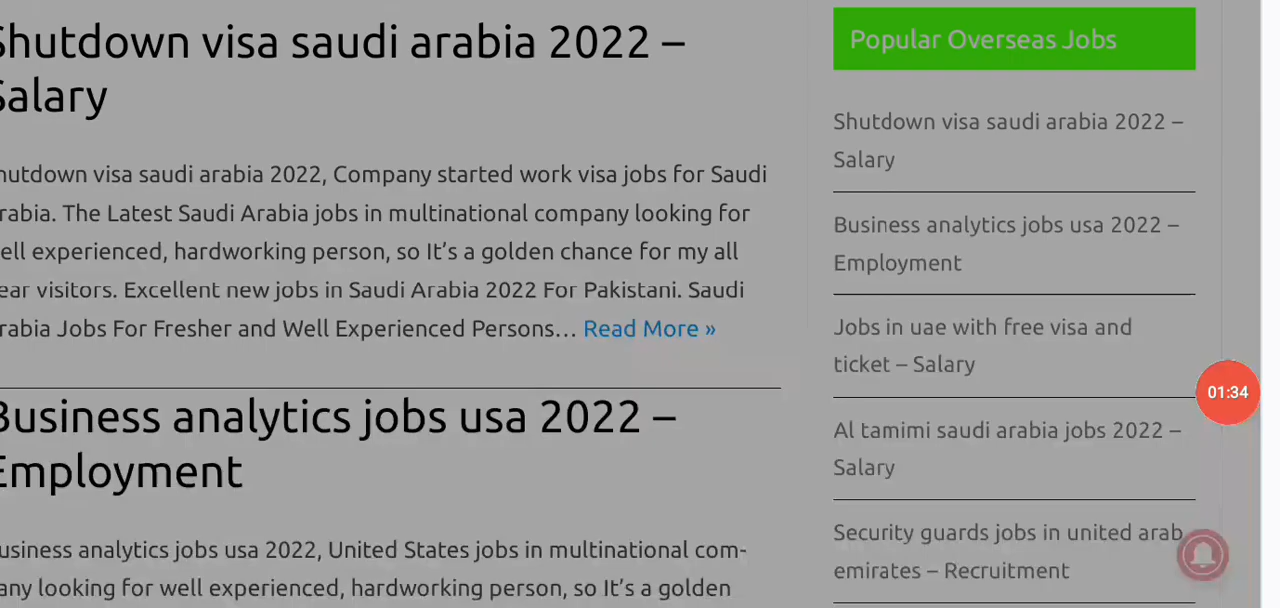 Shutdown visa saudi arabia 2022 –
Salary
hutdown visa saudi arabia 2022, Company started work visa jobs for Saudi
rabia. The Latest Saudi Arabia jobs in multinational company looking for
ell experienced, hardworking person, so It’s a golden chance for my all
ear visitors. Excellent new jobs in Saudi Arabia 2022 For Pakistani. Saudi
rabia Jobs For Fresher and Well Experienced Persons… Read More »
Business analytics jobs usa 2022 –
Employment
usiness analytics jobs usa 2022, United States jobs in multinational com-
any looking for well experienced, hardworking person, so It’s a golden
Popular Overseas Jobs
Shutdown visa saudi arabia 2022 –
Salary
Business analytics jobs usa 2022 –
Employment
Jobs in uae with free visa and
ticket – Salary
Al tamimi saudi arabia jobs 2022 –
Salary
Security guards jobs in united arab
emirates – Recruitment
01:34